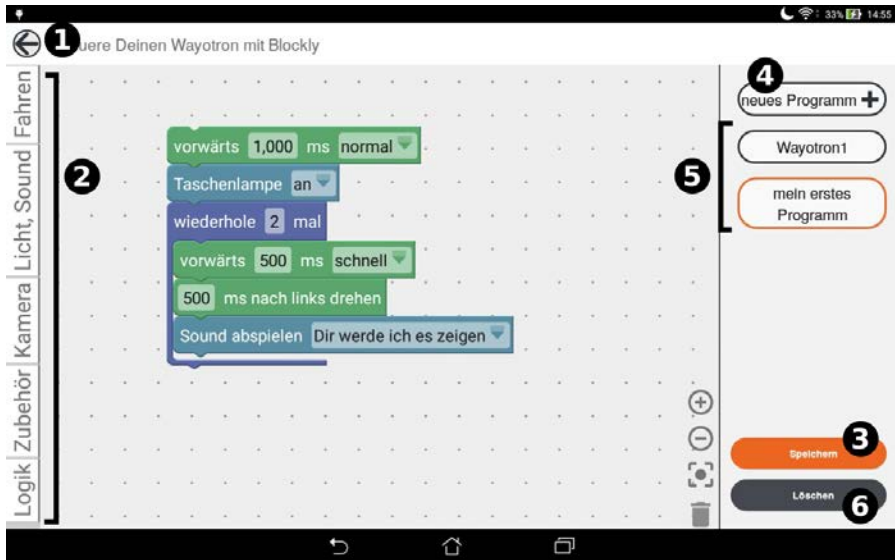 33% 14:55
1 uere Deinen Wayotron mit Blockly
Fahren
Licht, Sound
Kamera
Zubehör
Logik
2
vorwärts 1,000 ms normal
Taschenlampe an
wiederhole 2 mal
vorwärts 500 ms schnell
500 ms nach links drehen
Sound abspielen Dir werde ich es zeigen
4
neues Programm
5
Wayotron1
mein erstes
Programm
3
Speichern
Löschen
6